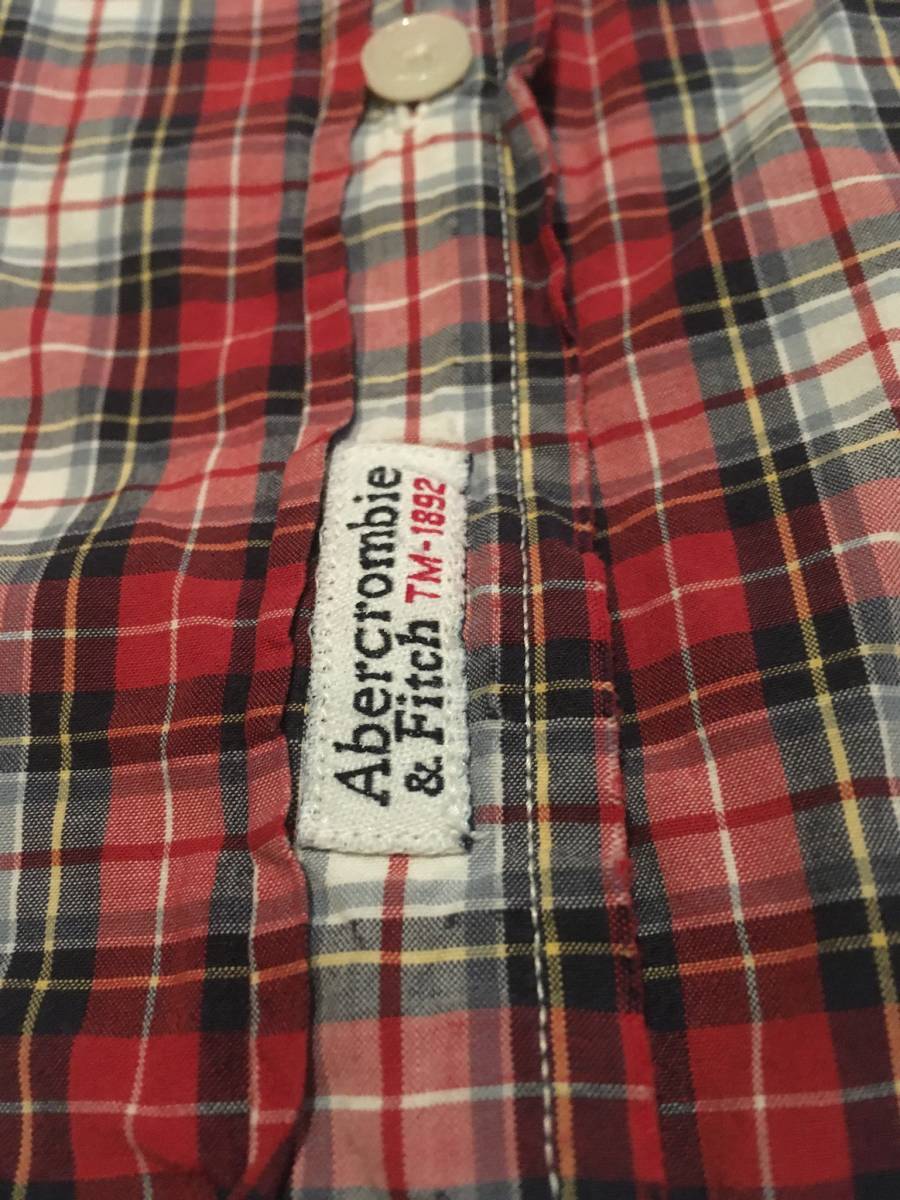 Abercrombie
& Fitch TM-1892